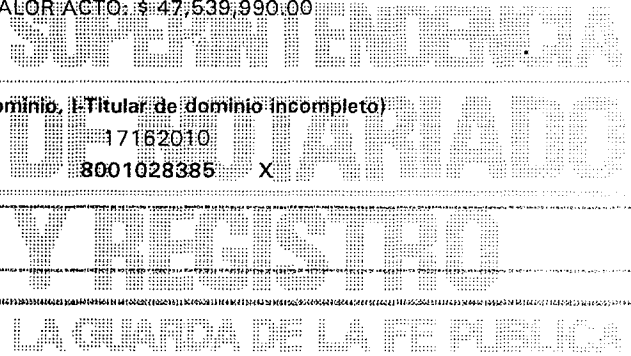 VALOR ACTO: $ 47,539,990.00
SUPERINTENDENCIA
ominio, I-Titular de dominio incompleto)
DE NOTARIADO
17162010
8001028385 X
Y REGISTRO
LA GUARDA DE LA FE PUBLICA